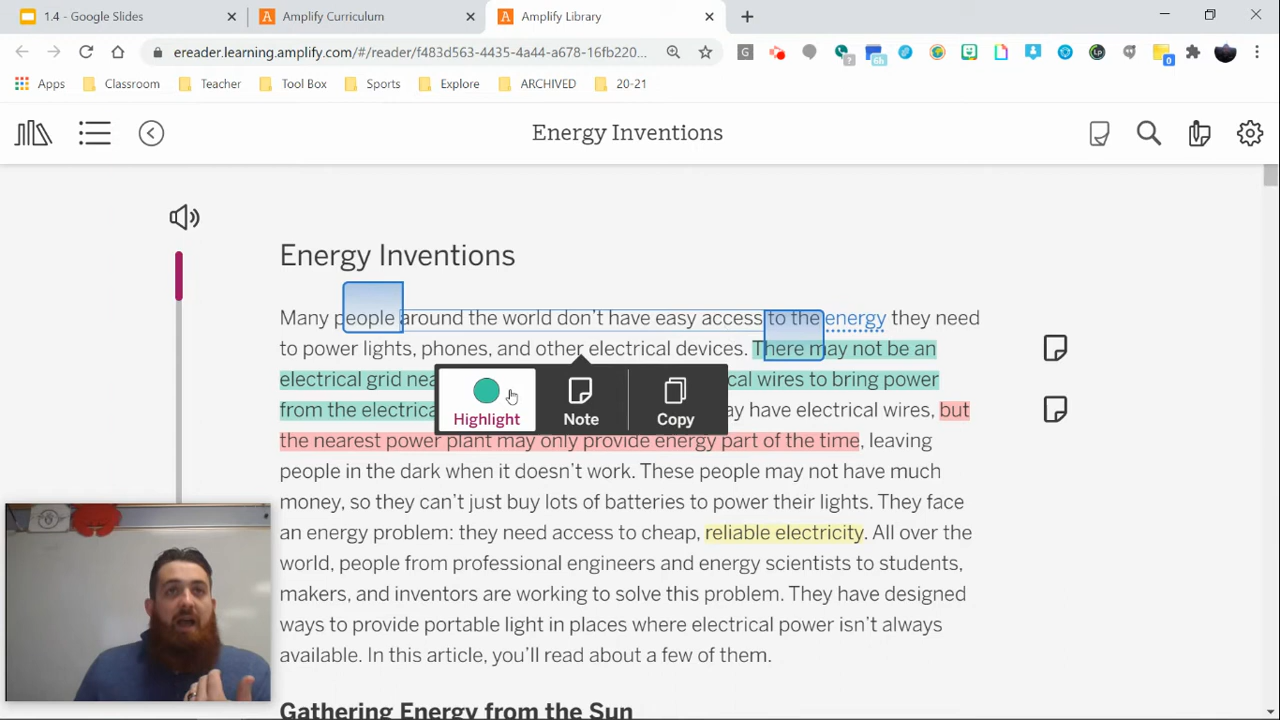 1.4 - Google Slides
Amplify Curriculum
Amplify Library
ereader.learning.amplify.com/#/reader/f483d563-4435-4a44-a678-16fb220...
Apps
Classroom
Teacher
Tool Box
Sports
Explore
ARCHIVED
20-21
Energy Inventions
Energy Inventions
Many people around the world don't have easy access to the energy they need
to power lights, phones, and other electrical devices. There may not be an
electrical grid nea cal wires to bring power
from the electrica ay have electrical wires, but
the nearest power plant may only provide energy part of the time, leaving
people in the dark when it doesn't work. These people may not have much
money, so they can't just buy lots of batteries to power their lights. They face
an energy problem: they need access to cheap, reliable electricity. All over the
world, people from professional engineers and energy scientists to students,
makers, and inventors are working to solve this problem. They have designed
ways to provide portable light in places where electrical power isn't always
available. In this article, you'll read about a few of them.
Highlight
Note
Copy
Gathering Energy from the Sun